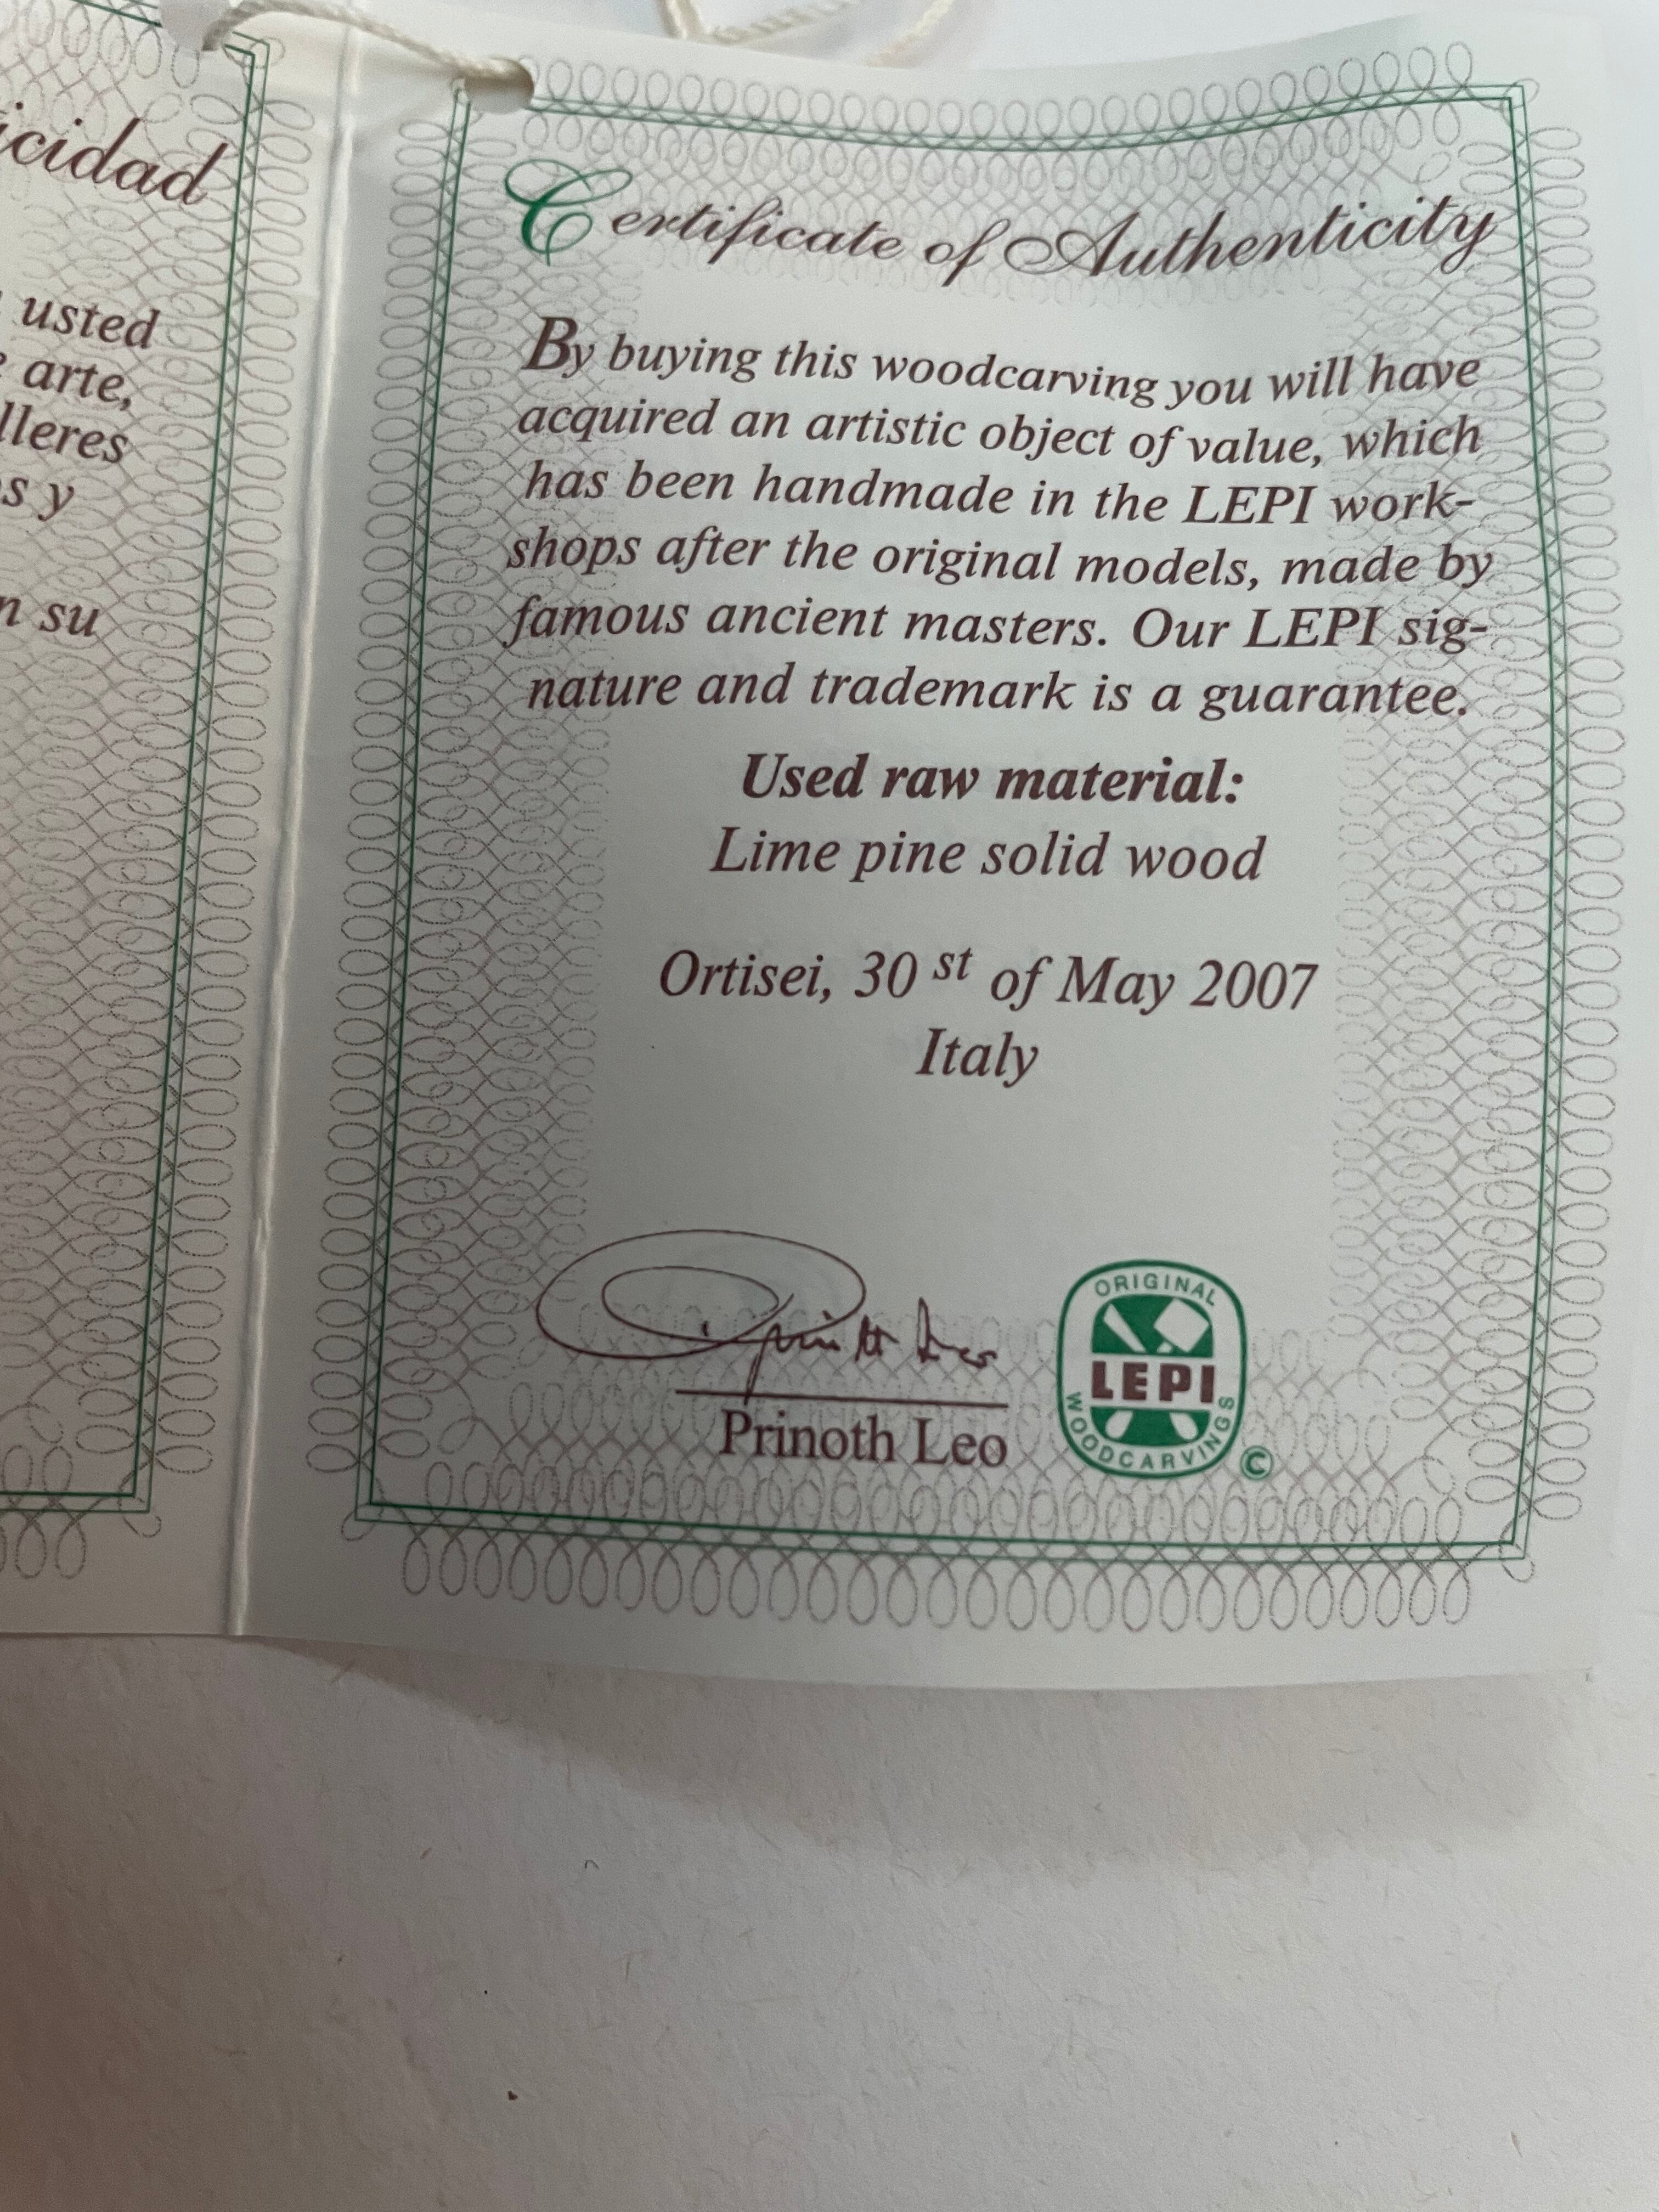 icidad
usted
arte,
lleres
s y
n su
Certificate of Authenticity
By buying this woodcarving you will have
acquired an artistic object of value, which
has been handmade in the LEPI work-
shops after the original models, made by
famous ancient masters. Our LEPI sig-
nature and trademark is a guarantee.
Used raw material:
Lime pine solid wood
Ortisei, 30 st of May 2007
Italy
Prinoth Leo
Prinoth Leo
ORIGINAL
LEPI
WOODCARVINGS
©